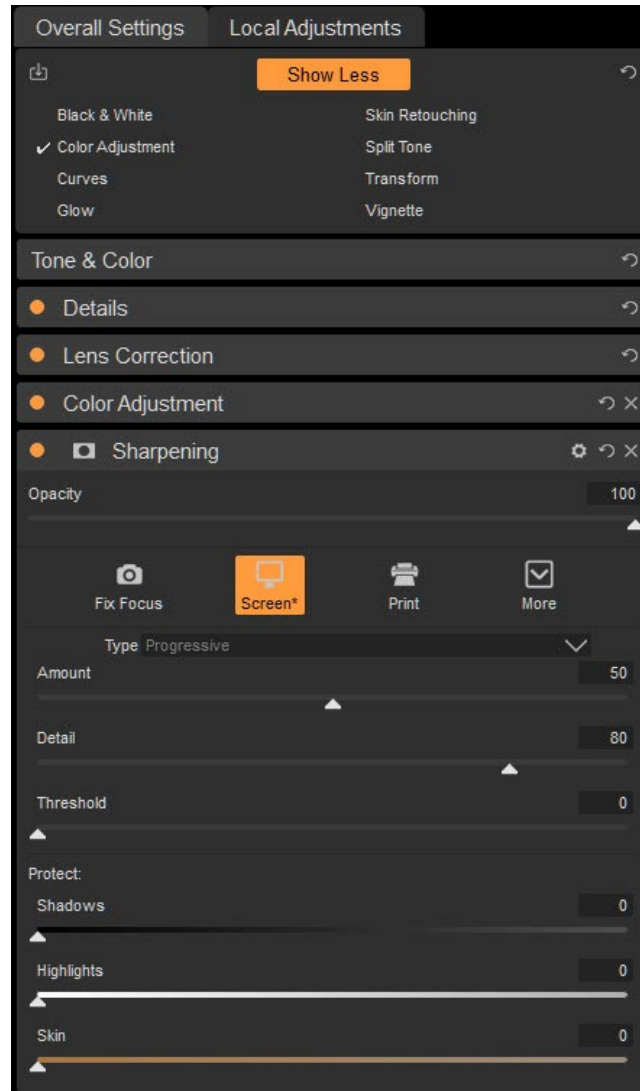 Overall Settings Local Adjustments
Show Less
Black & White Skin Retouching
Color Adjustment Split Tone
Curves Transform
Glow Vignette
Tone & Color
Details
Lens Correction
Color Adjustment
Sharpening
Opacity 100
Fix Focus Screen* Print More
Type Progressive
Amount 50
Detail 80
Threshold 0
Protect:
Shadows 0
Highlights 0
Skin 0